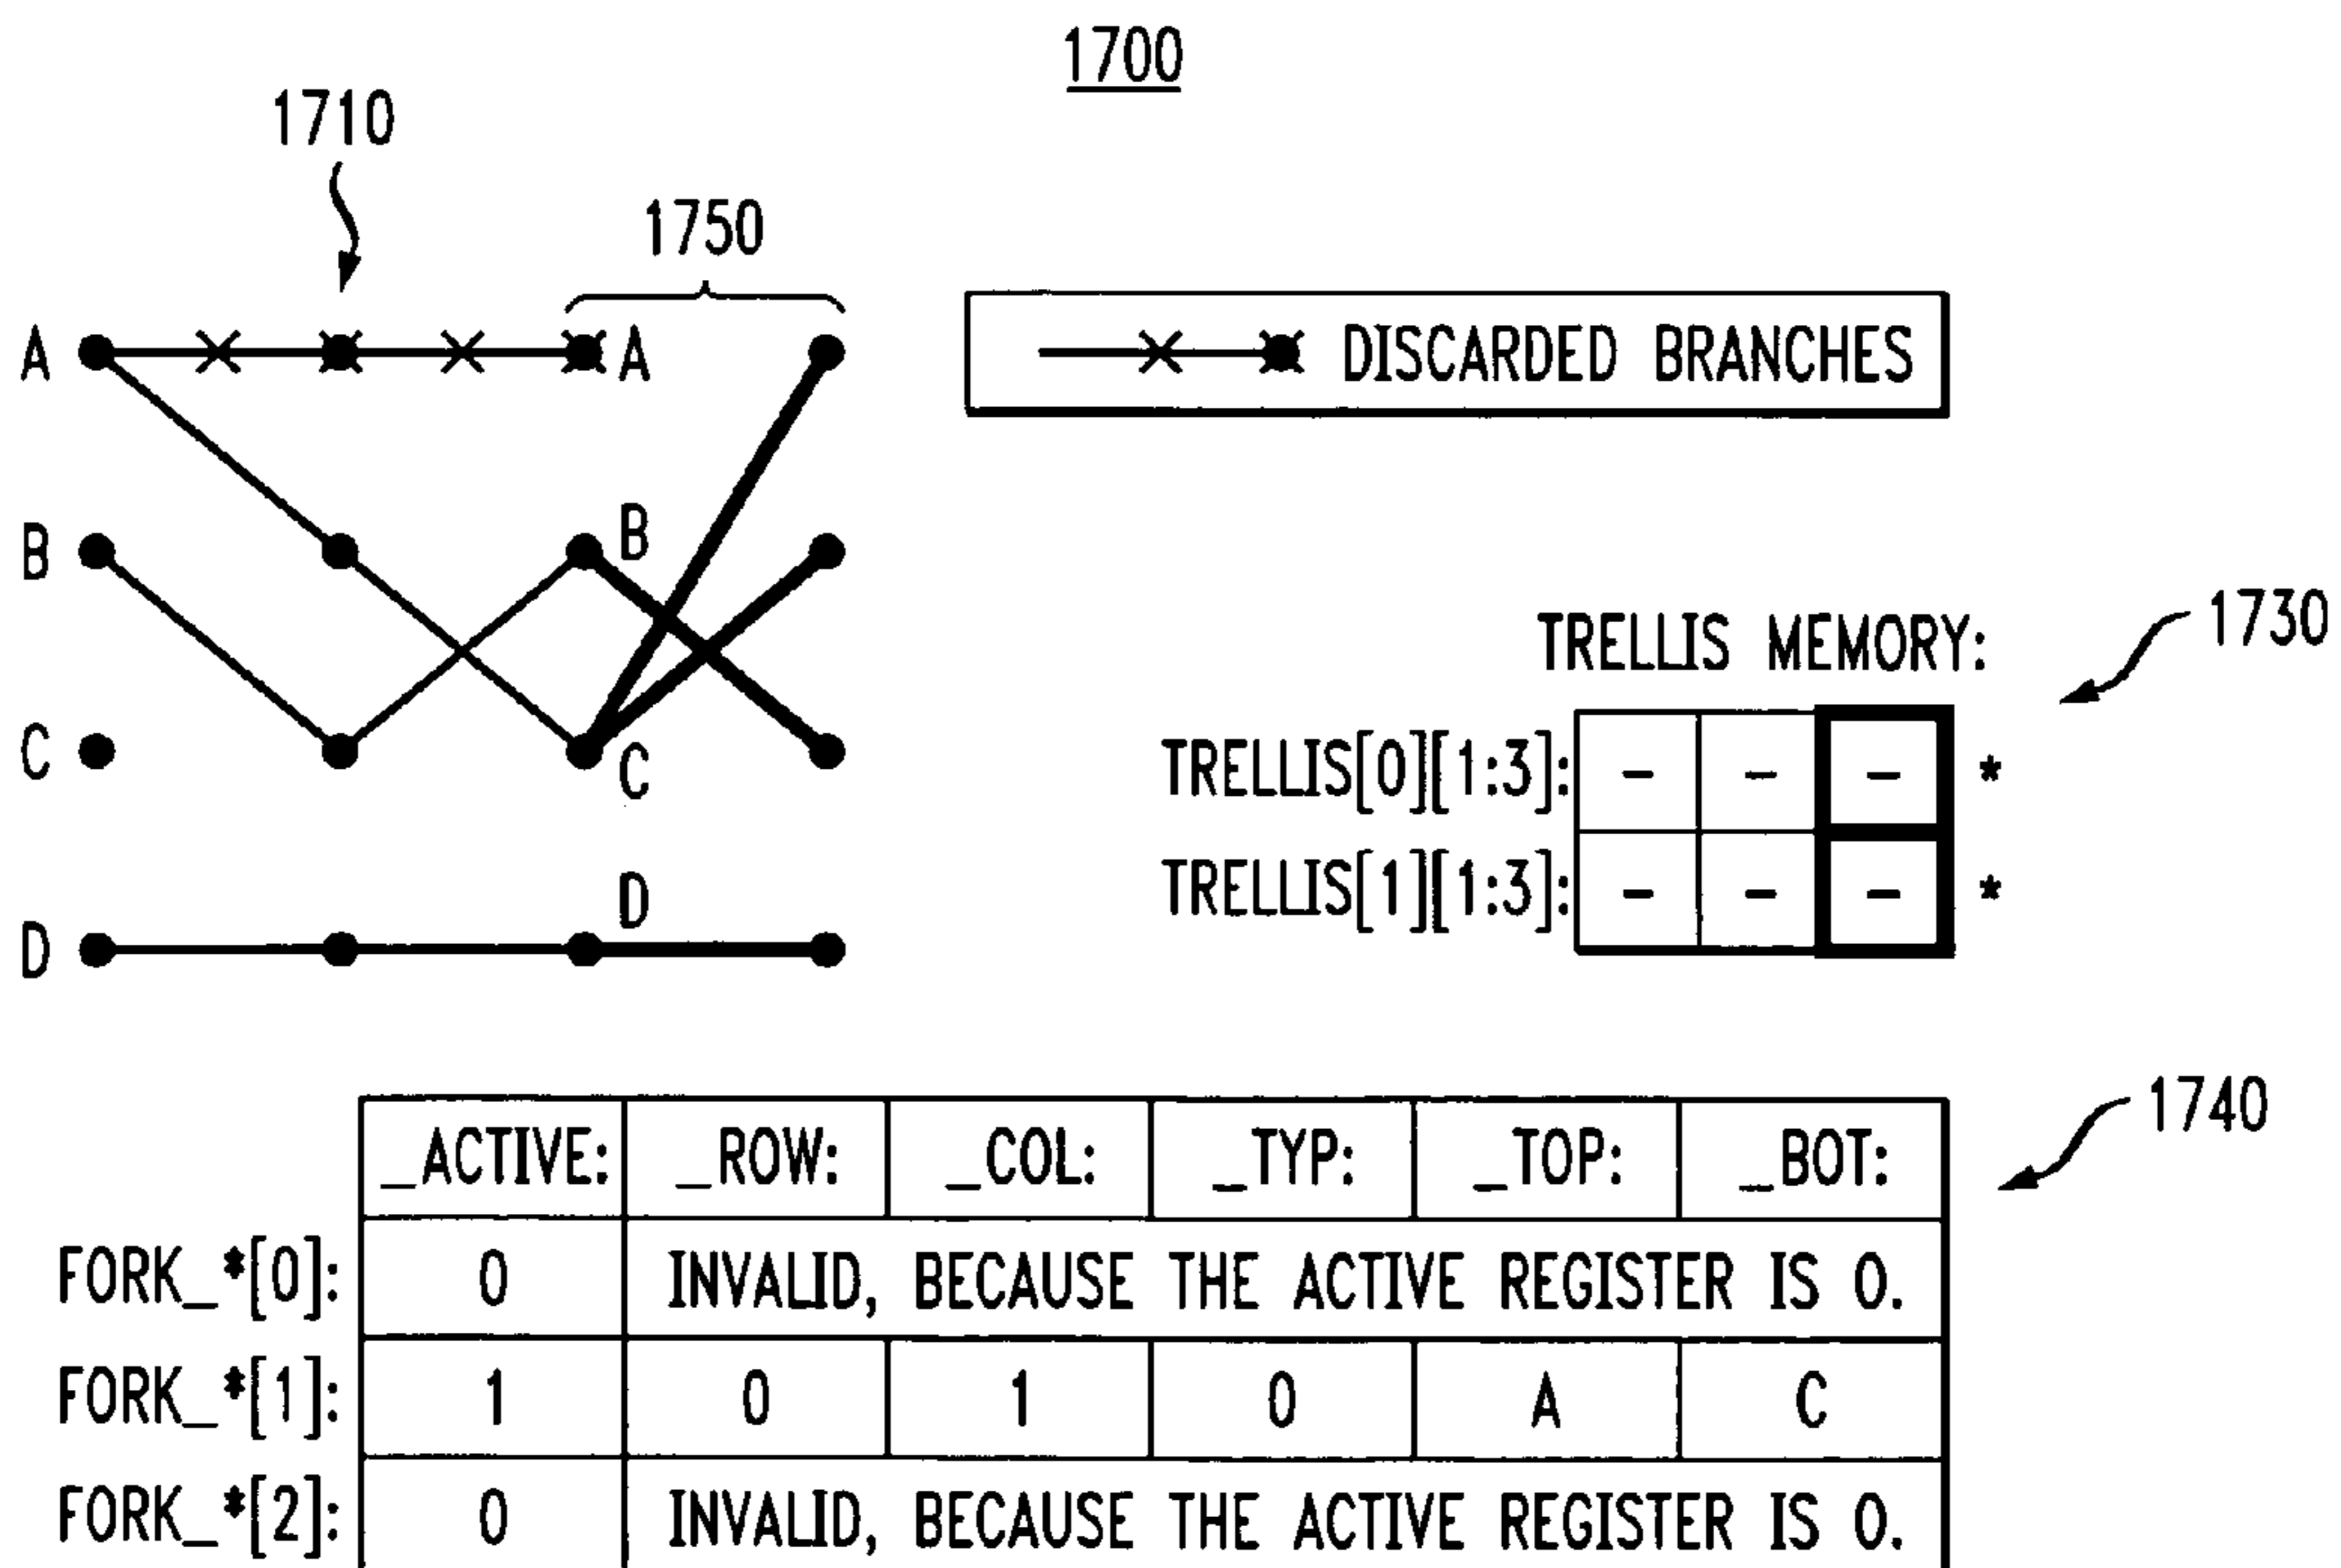 1700
1710
1750
A
A
DISCARDED BRANCHES
B
B
C
C
D
D
TRELLIS MEMORY:
1730
TRELLIS[0][1:3]: - - - *
TRELLIS[1][1:3]: - - - *
1740
_ACTIVE: _ROW: _COL: _TYP: _TOP: _BOT:
FORK_*[0]: 0 INVALID, BECAUSE THE ACTIVE REGISTER IS 0.
FORK_*[1]: 1 0 1 0 A C
FORK_*[2]: 0 INVALID, BECAUSE THE ACTIVE REGISTER IS 0.